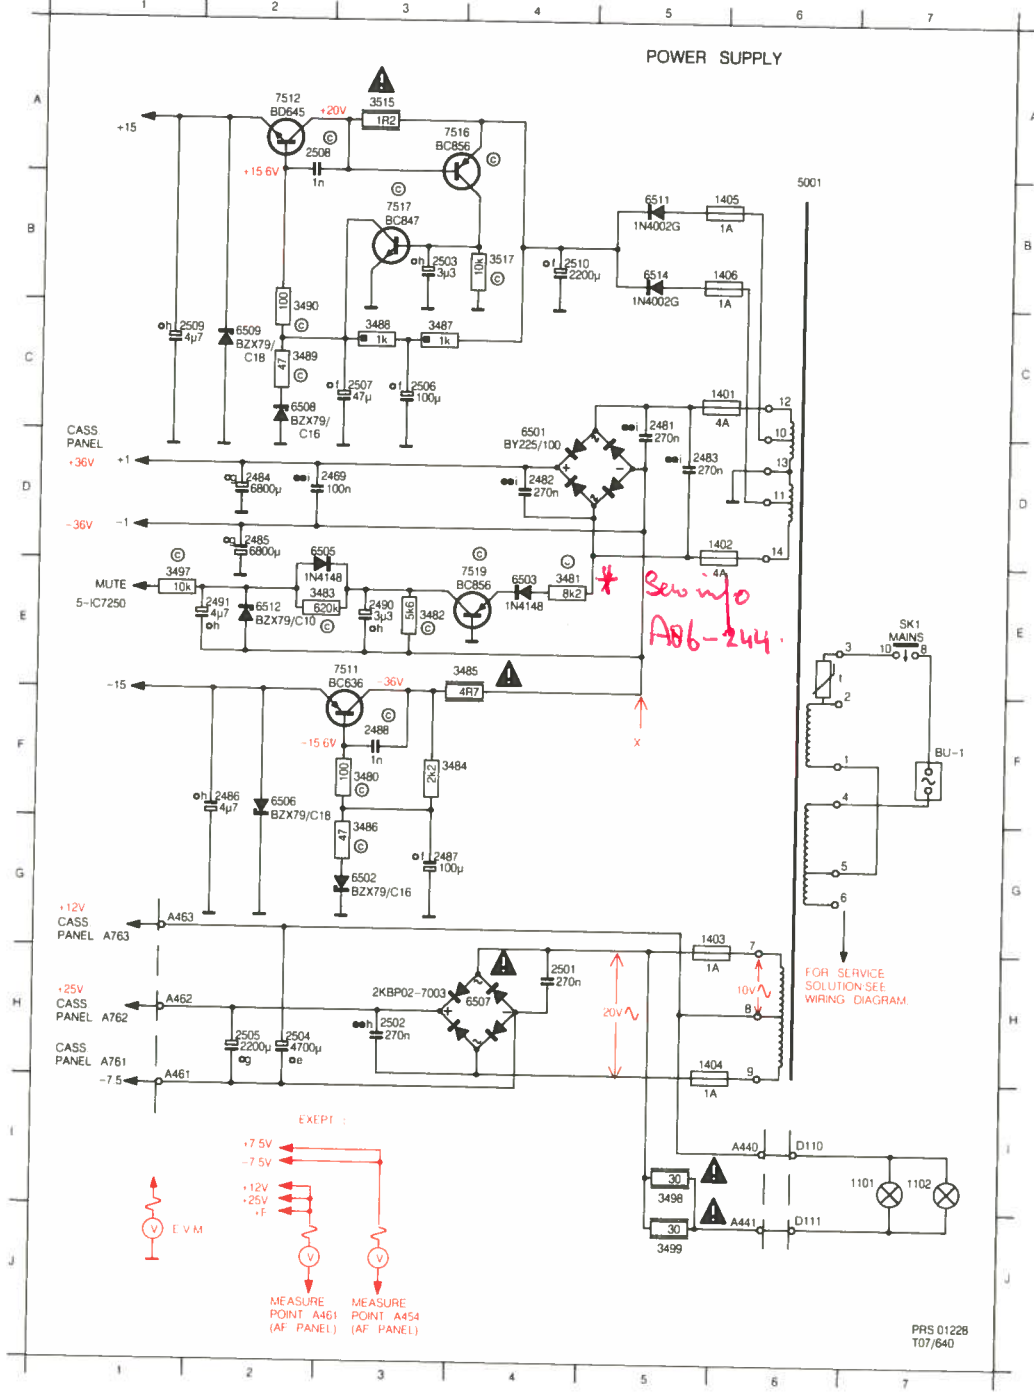 1 2 3 4 5 6 7
POWER SUPPLY
A
A
7512
BD645
+20V
3515
1R2
+15
2508
C
1n
+15.6V
7516
BC856
C
C
7517
BC847
5001
6511
1N4002G
1405
1A
B
B
h 2503
3µ3
10k
3517
C
f 2510
2200µ
6514
1N4002G
1406
1A
100
3490
C
h 2509
4µ7
6509
BZX79/
C18
3488
1k
3487
1k
47
3489
C
C
C
f 2507
47µ
f 2506
100µ
6508
BZX79/
C16
1401
4A
12
CASS
PANEL
+36V
+1
6501
BY225/100
i 2481
270n
10
g 2484
6800µ
i 2469
100n
i 2482
270n
i 2483
270n
13
D
D
11
-36V
-1
g 2485
6800µ
1402
4A
14
C
3497
10k
6505
1N4148
C
7519
BC856
6503
1N4148
3481
8k2
MUTE
5-IC7250
2491
4µ7
h
6512
BZX79/C10
3483
620k
C
2490
3µ3
h
5k6
3482
C
E
E
A86-244
SK1
MAINS
10 8
3
2
7511
BC636
-36V
3485
4R7
-15
-15.6V
2488
C
1n
x
F
F
100
3480
C
2k2
3484
1
BU-1
4
h 2486
4µ7
6506
BZX79/C18
47
3486
C
f 2487
100µ
G
G
6502
BZX79/C16
5
6
+12V
CASS
PANEL A763
A463
1403
1A
7
FOR SERVICE
SOLUTION SEE
WIRING DIAGRAM
2501
270n
+25V
CASS
PANEL A762
A462
2KBP02-7003
6507
20V
10V
8
H
H
2505
2200µ
g
2504
4700µ
e
h 2502
270n
CASS
PANEL A761
-7.5
A461
1404
1A
9
EXEPT :
+7.5V
-7.5V
+12V
+25V
+F
I
I
A440
D110
30
3498
1101
1102
V
E.V.M
V
V
30
3499
A441
D111
J
J
MEASURE
POINT A461
(AF PANEL)
MEASURE
POINT A454
(AF PANEL)
PRS 01228
T07/640
1 2 3 4 5 6 7